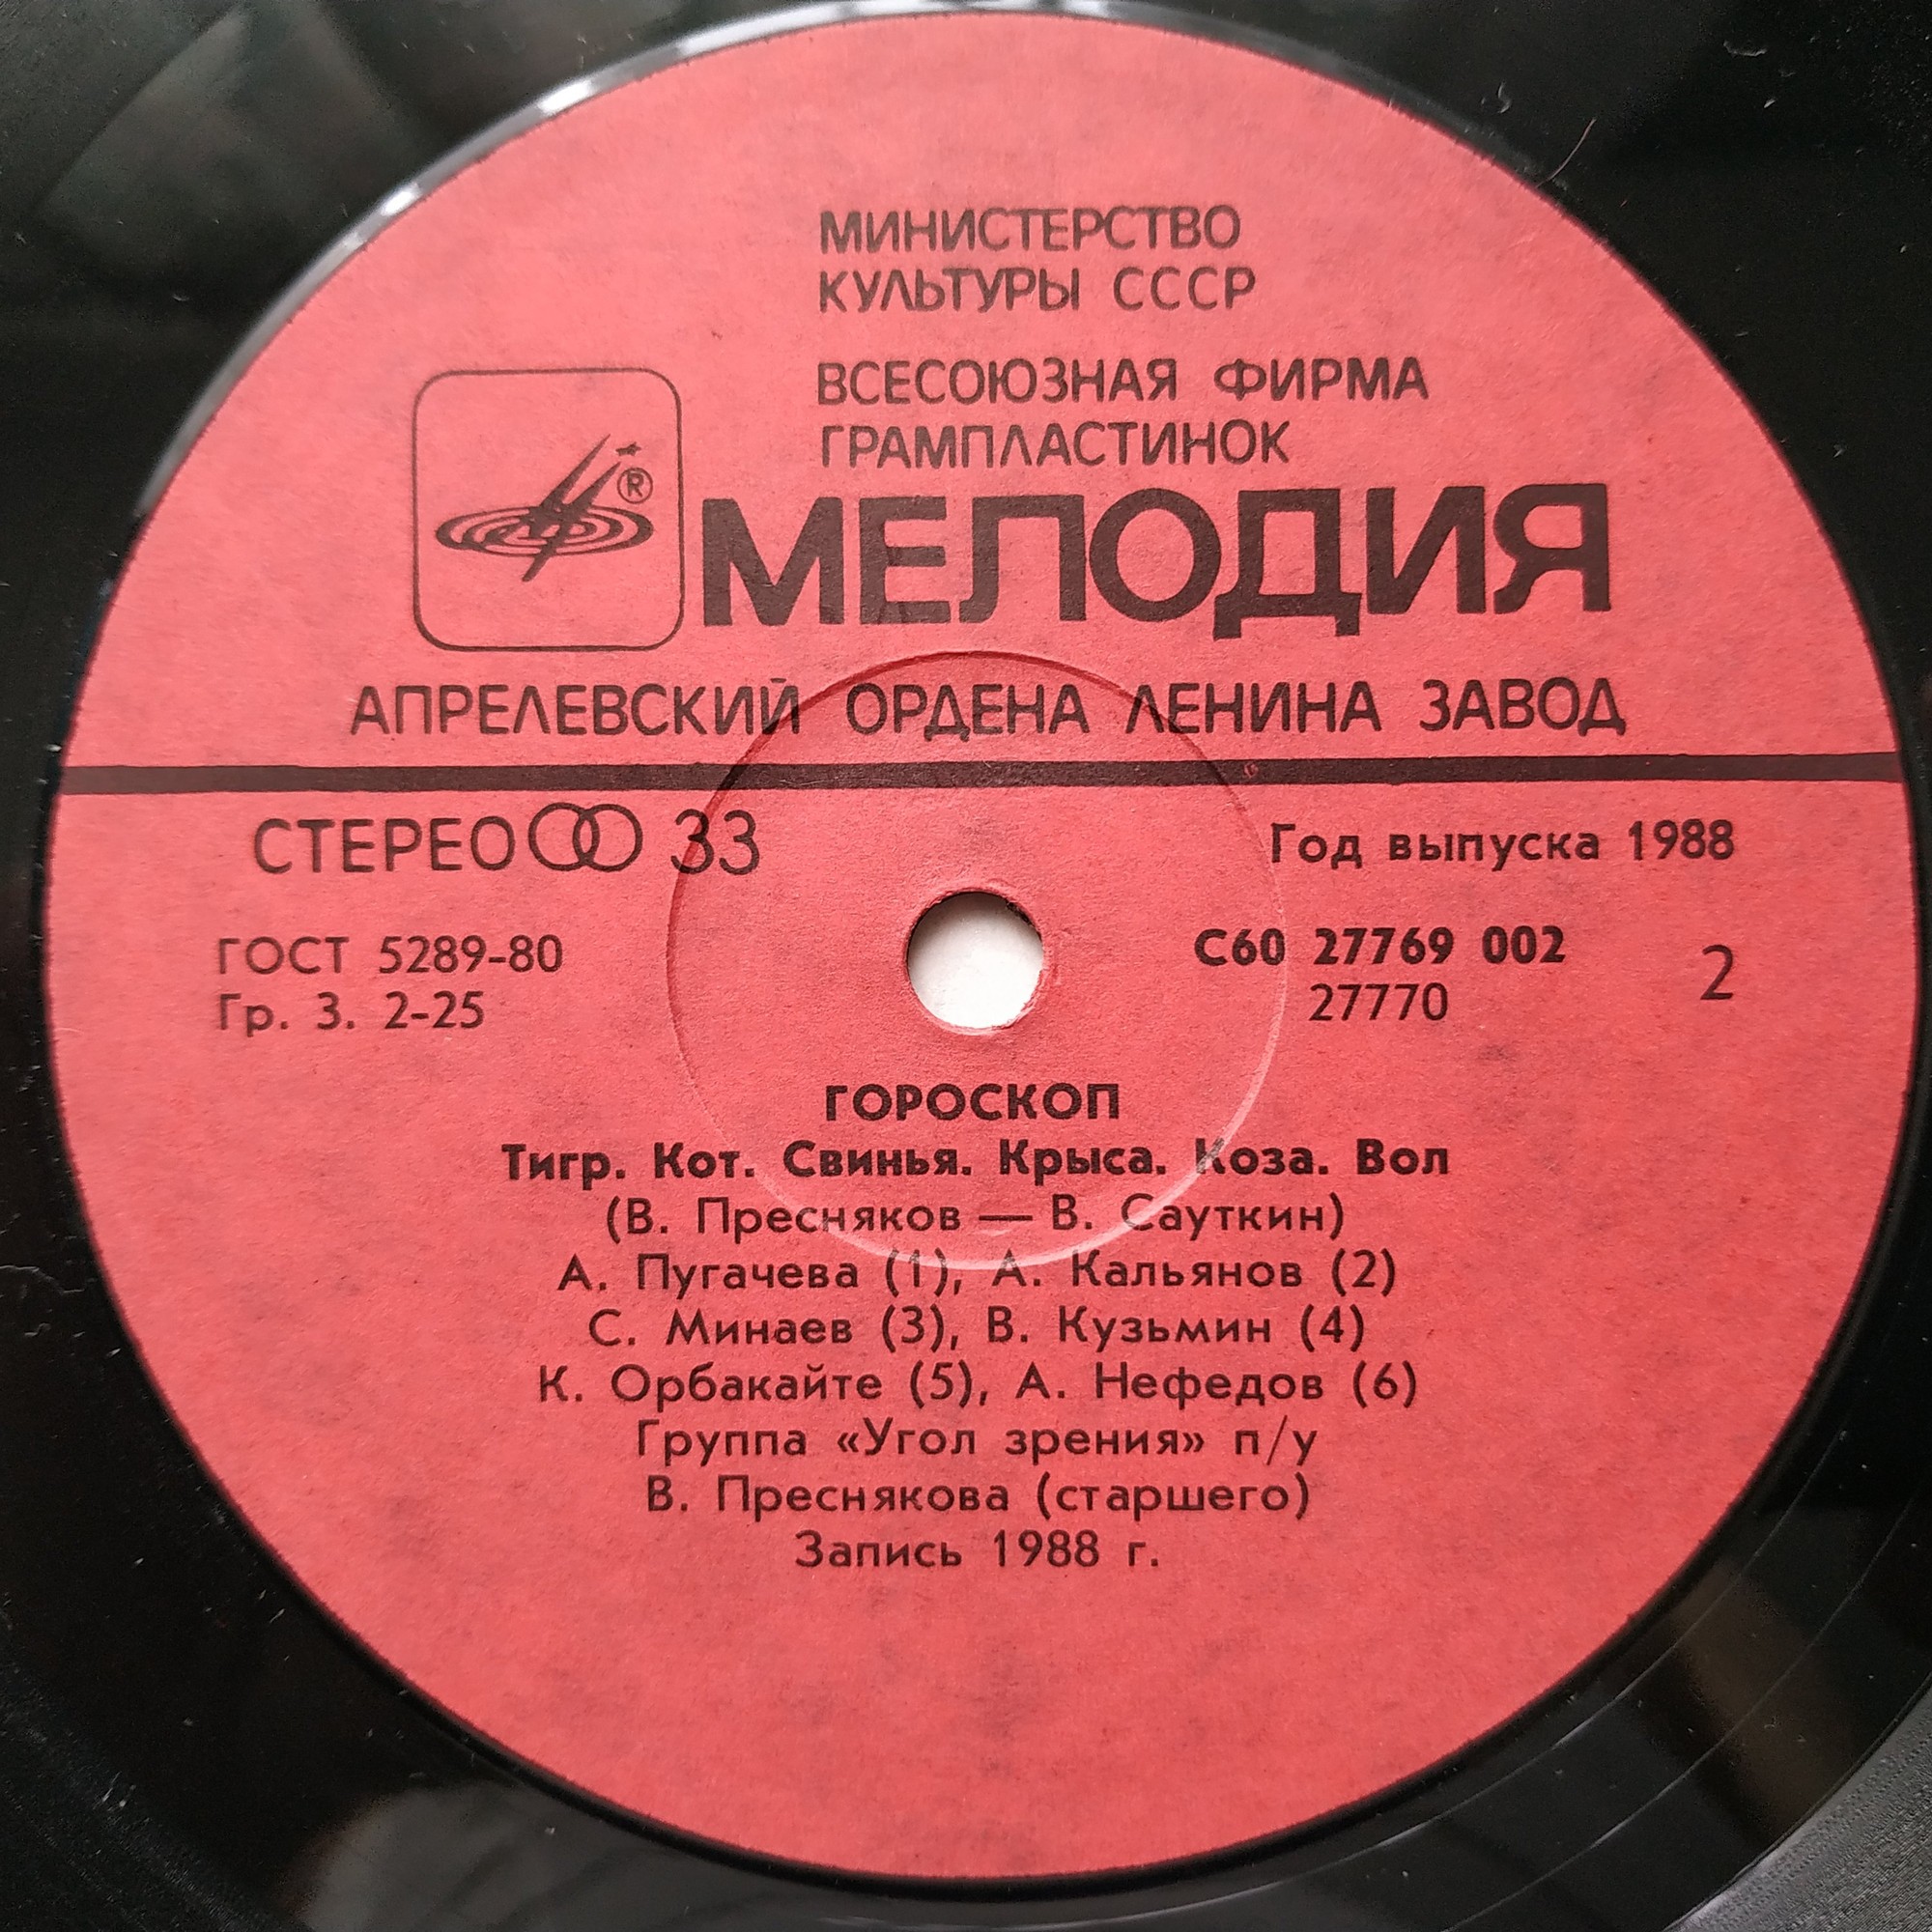 МИНИСТЕРСТВО
КУЛЬТУРЫ СССР
ВСЕСОЮЗНАЯ ФИРМА
ГРАМПЛАСТИНОК
®
МЕЛОДИЯ
АПРЕЛЕВСКИЙ ОРДЕНА ЛЕНИНА ЗАВОД
СТЕРЕО 33
Год выпуска 1988
ГОСТ 5289-80
Гр. 3. 2-25
С60 27769 002
27770
2
ГОРОСКОП
Тигр. Кот. Свинья. Крыса. Коза. Вол
(В. Пресняков — В. Сауткин)
А. Пугачева (1), А. Кальянов (2)
С. Минаев (3), В. Кузьмин (4)
К. Орбакайте (5), А. Нефедов (6)
Группа «Угол зрения» п/у
В. Преснякова (старшего)
Запись 1988 г.